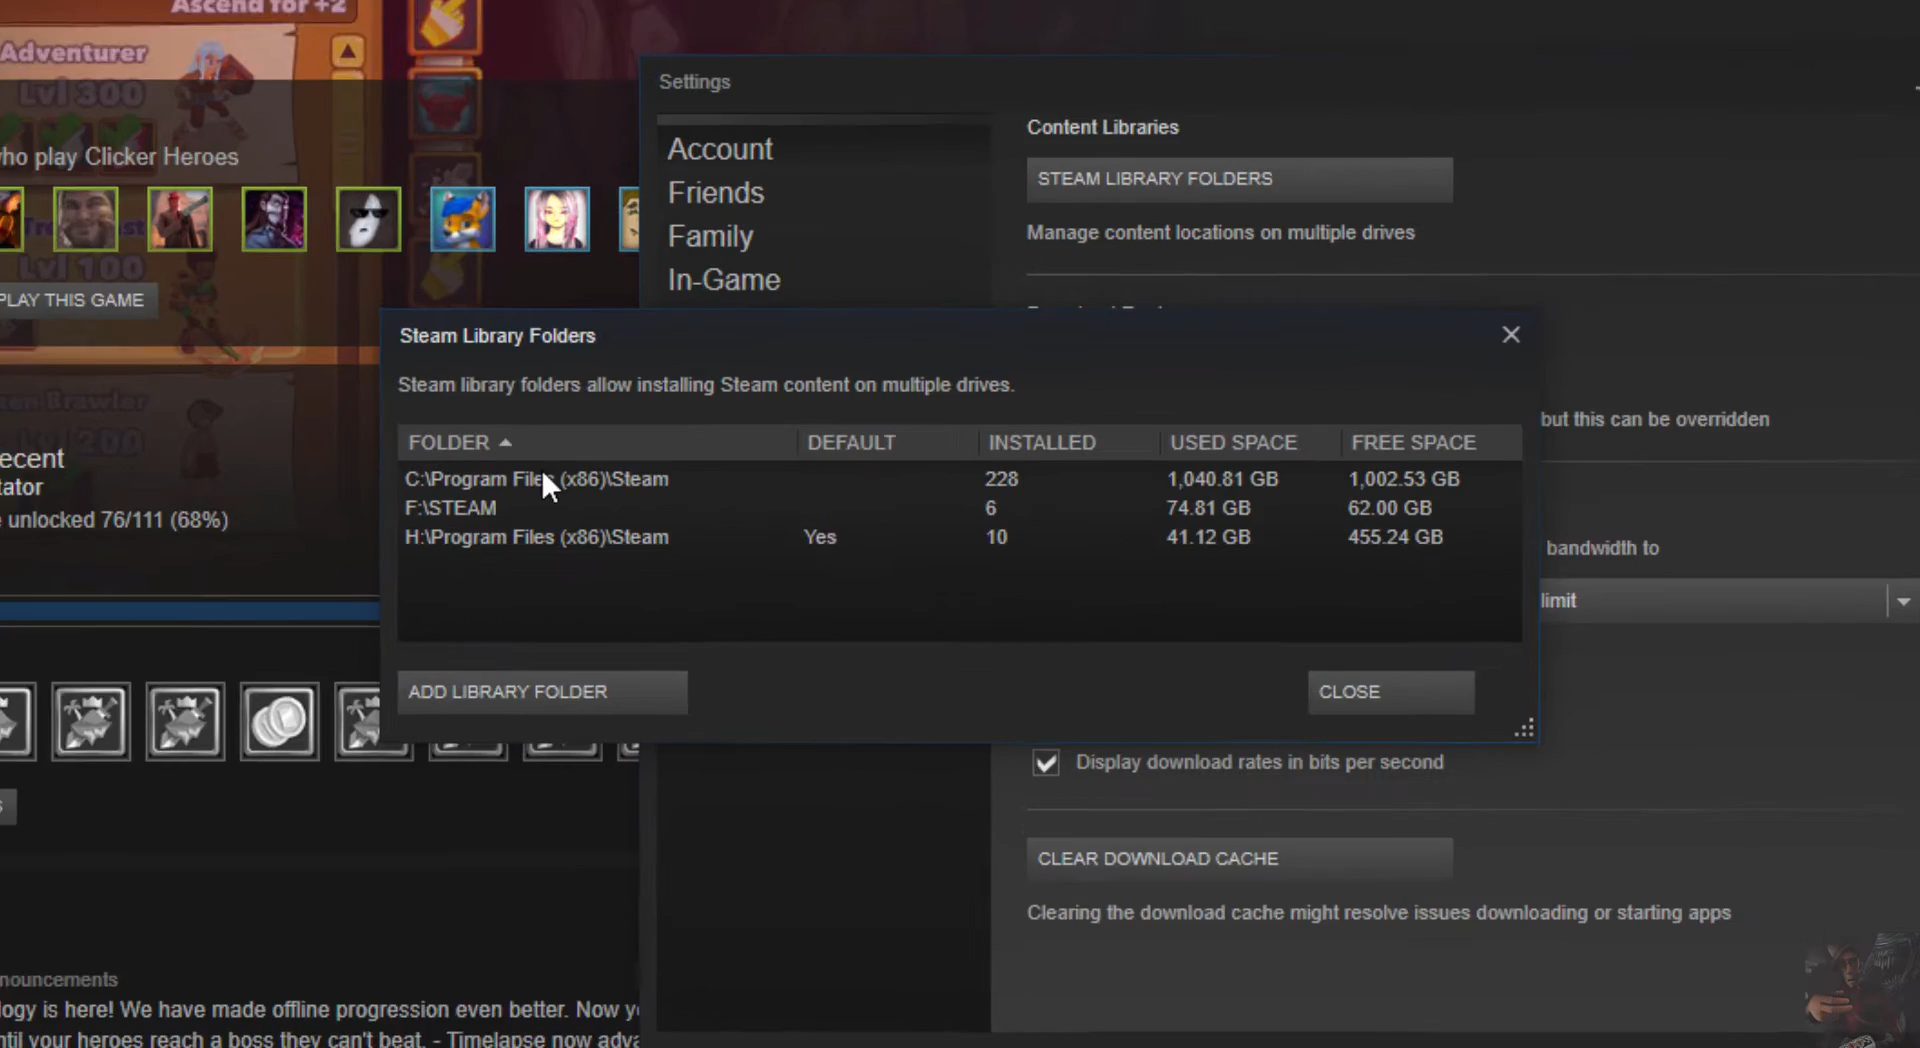 Ascend for +2
Adventurer
Lvl 300
who play Clicker Heroes
Lvl 100
PLAY THIS GAME
Lvl 200
ecent
tator
e unlocked 76/111 (68%)
nouncements
logy is here! We have made offline progression even better. Now y
ntil your heroes reach a boss they can't beat. - Timelapse now adva
Settings
Account
Friends
Family
In-Game
Content Libraries
STEAM LIBRARY FOLDERS
Manage content locations on multiple drives
Steam Library Folders
Steam library folders allow installing Steam content on multiple drives.
FOLDER DEFAULT INSTALLED USED SPACE FREE SPACE
C:\Program Files (x86)\Steam 228 1,040.81 GB 1,002.53 GB
F:\STEAM 6 74.81 GB 62.00 GB
H:\Program Files (x86)\Steam Yes 10 41.12 GB 455.24 GB
ADD LIBRARY FOLDER CLOSE
but this can be overridden
bandwidth to
limit
Display download rates in bits per second
CLEAR DOWNLOAD CACHE
Clearing the download cache might resolve issues downloading or starting apps